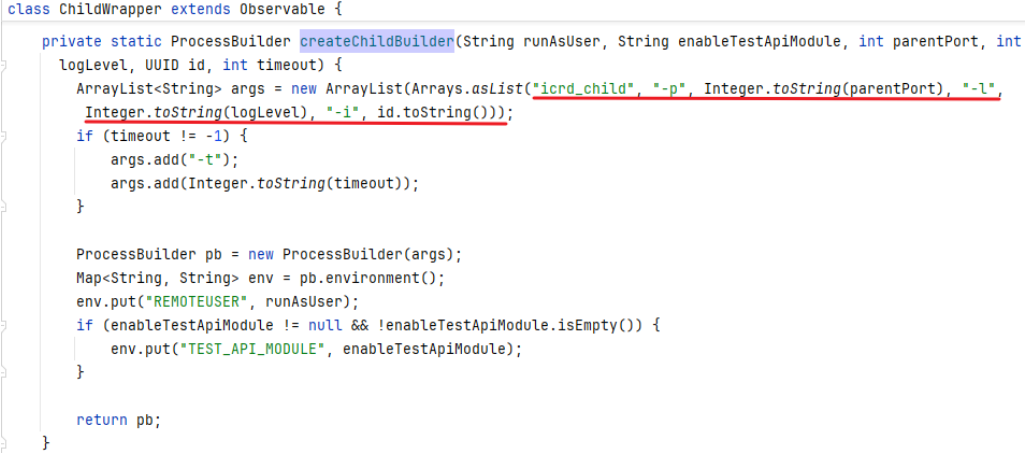 class ChildWrapper extends Observable {
private static ProcessBuilder createChildBuilder(String runAsUser, String enableTestApiModule, int parentPort, int
logLevel, UUID id, int timeout) {
ArrayList<String> args = new ArrayList(Arrays.asList("icrd_child", "-p", Integer.toString(parentPort), "-l",
Integer.toString(logLevel), "-i", id.toString()));
if (timeout != -1) {
args.add("-t");
args.add(Integer.toString(timeout));
}
ProcessBuilder pb = new ProcessBuilder(args);
Map<String, String> env = pb.environment();
env.put("REMOTEUSER", runAsUser);
if (enableTestApiModule != null && !enableTestApiModule.isEmpty()) {
env.put("TEST_API_MODULE", enableTestApiModule);
}
return pb;
}